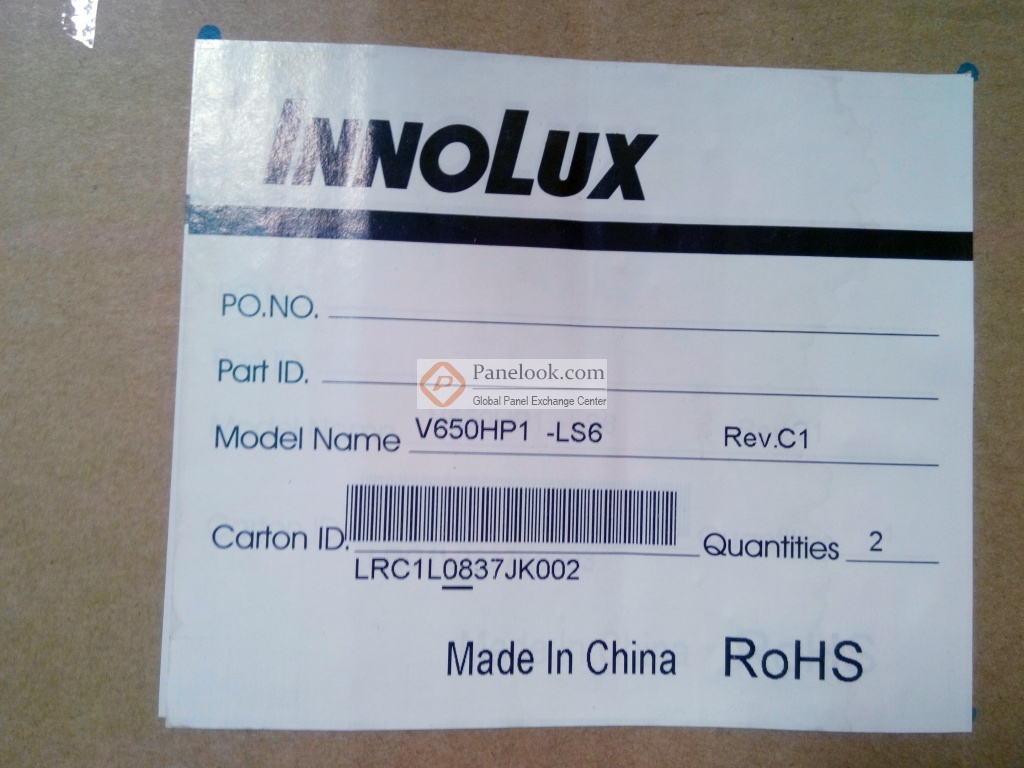 INNOLUX
PO.NO.
Part ID.
Panelook.com
Global Panel Exchange Center
Model Name V650HP1 -LS6 Rev.C1
Carton ID. Quantities 2
LRC1L0837JK002
Made In China RoHS